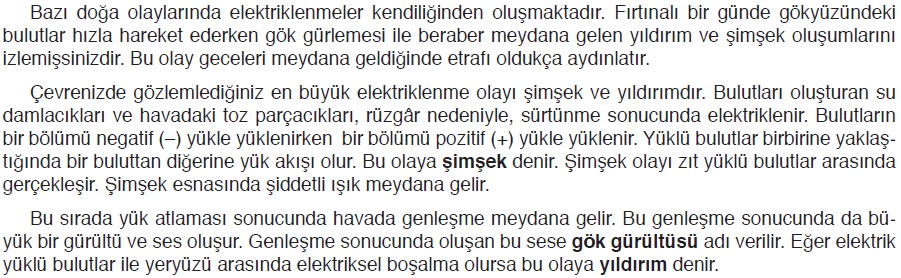 Bazı doğa olaylarında elektriklenmeler kendiliğinden oluşmaktadır. Fırtınalı bir günde gökyüzündeki
bulutlar hızla hareket ederken gök gürlemesi ile beraber meydana gelen yıldırım ve şimşek oluşumlarını
izlemişsinizdir. Bu olay geceleri meydana geldiğinde etrafı oldukça aydınlatır.
Çevrenizde gözlemlediğiniz en büyük elektriklenme olayı şimşek ve yıldırımdır. Bulutları oluşturan su
damlacıkları ve havadaki toz parçacıkları, rüzgâr nedeniyle, sürtünme sonucunda elektriklenir. Bulutların
bir bölümü negatif (–) yükle yüklenirken bir bölümü pozitif (+) yükle yüklenir. Yüklü bulutlar birbirine yaklaş-
tığında bir buluttan diğerine yük akışı olur. Bu olaya şimşek denir. Şimşek olayı zıt yüklü bulutlar arasında
gerçekleşir. Şimşek esnasında şiddetli ışık meydana gelir.
Bu sırada yük atlaması sonucunda havada genleşme meydana gelir. Bu genleşme sonucunda da bü-
yük bir gürültü ve ses oluşur. Genleşme sonucunda oluşan bu sese gök gürültüsü adı verilir. Eğer elektrik
yüklü bulutlar ile yeryüzü arasında elektriksel boşalma olursa bu olaya yıldırım denir.